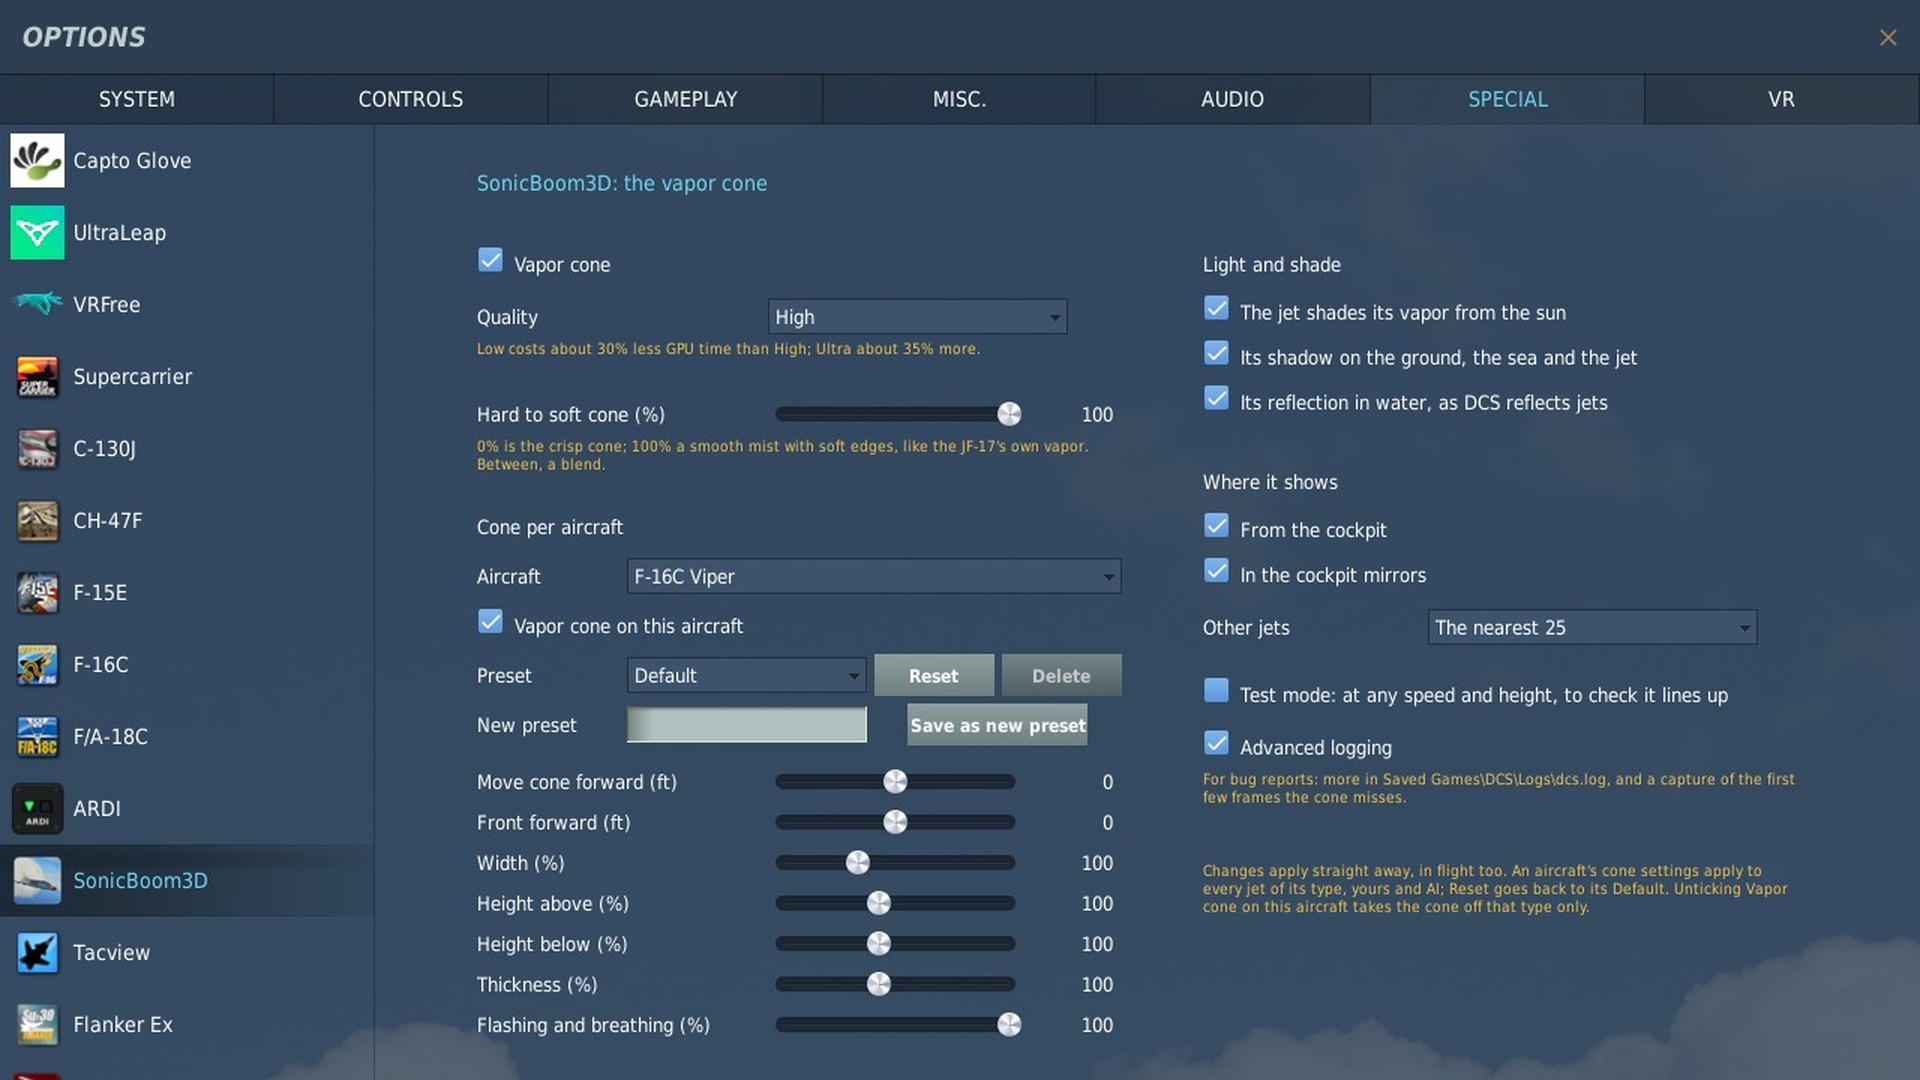 OPTIONS
SYSTEM
CONTROLS
GAMEPLAY
MISC.
AUDIO
SPECIAL
VR
Capto Glove
UltraLeap
VRFree
Supercarrier
C-130J
CH-47F
F-15E
F-16C
F/A-18C
ARDI
SonicBoom3D
Tacview
Flanker Ex
SonicBoom3D: the vapor cone
Vapor cone
Quality
High
Low costs about 30% less GPU time than High; Ultra about 35% more.
Hard to soft cone (%)
100
0% is the crisp cone; 100% a smooth mist with soft edges, like the JF-17's own vapor.
Between, a blend.
Cone per aircraft
Aircraft
F-16C Viper
Vapor cone on this aircraft
Preset
Default
Reset
Delete
New preset
Save as new preset
Move cone forward (ft)
0
Front forward (ft)
0
Width (%)
100
Height above (%)
100
Height below (%)
100
Thickness (%)
100
Flashing and breathing (%)
100
Light and shade
The jet shades its vapor from the sun
Its shadow on the ground, the sea and the jet
Its reflection in water, as DCS reflects jets
Where it shows
From the cockpit
In the cockpit mirrors
Other jets
The nearest 25
Test mode: at any speed and height, to check it lines up
Advanced logging
For bug reports: more in Saved Games\DCS\Logs\dcs.log, and a capture of the first
few frames the cone misses.
Changes apply straight away, in flight too. An aircraft's cone settings apply to
every jet of its type, yours and AI; Reset goes back to its Default. Unticking Vapor
cone on this aircraft takes the cone off that type only.